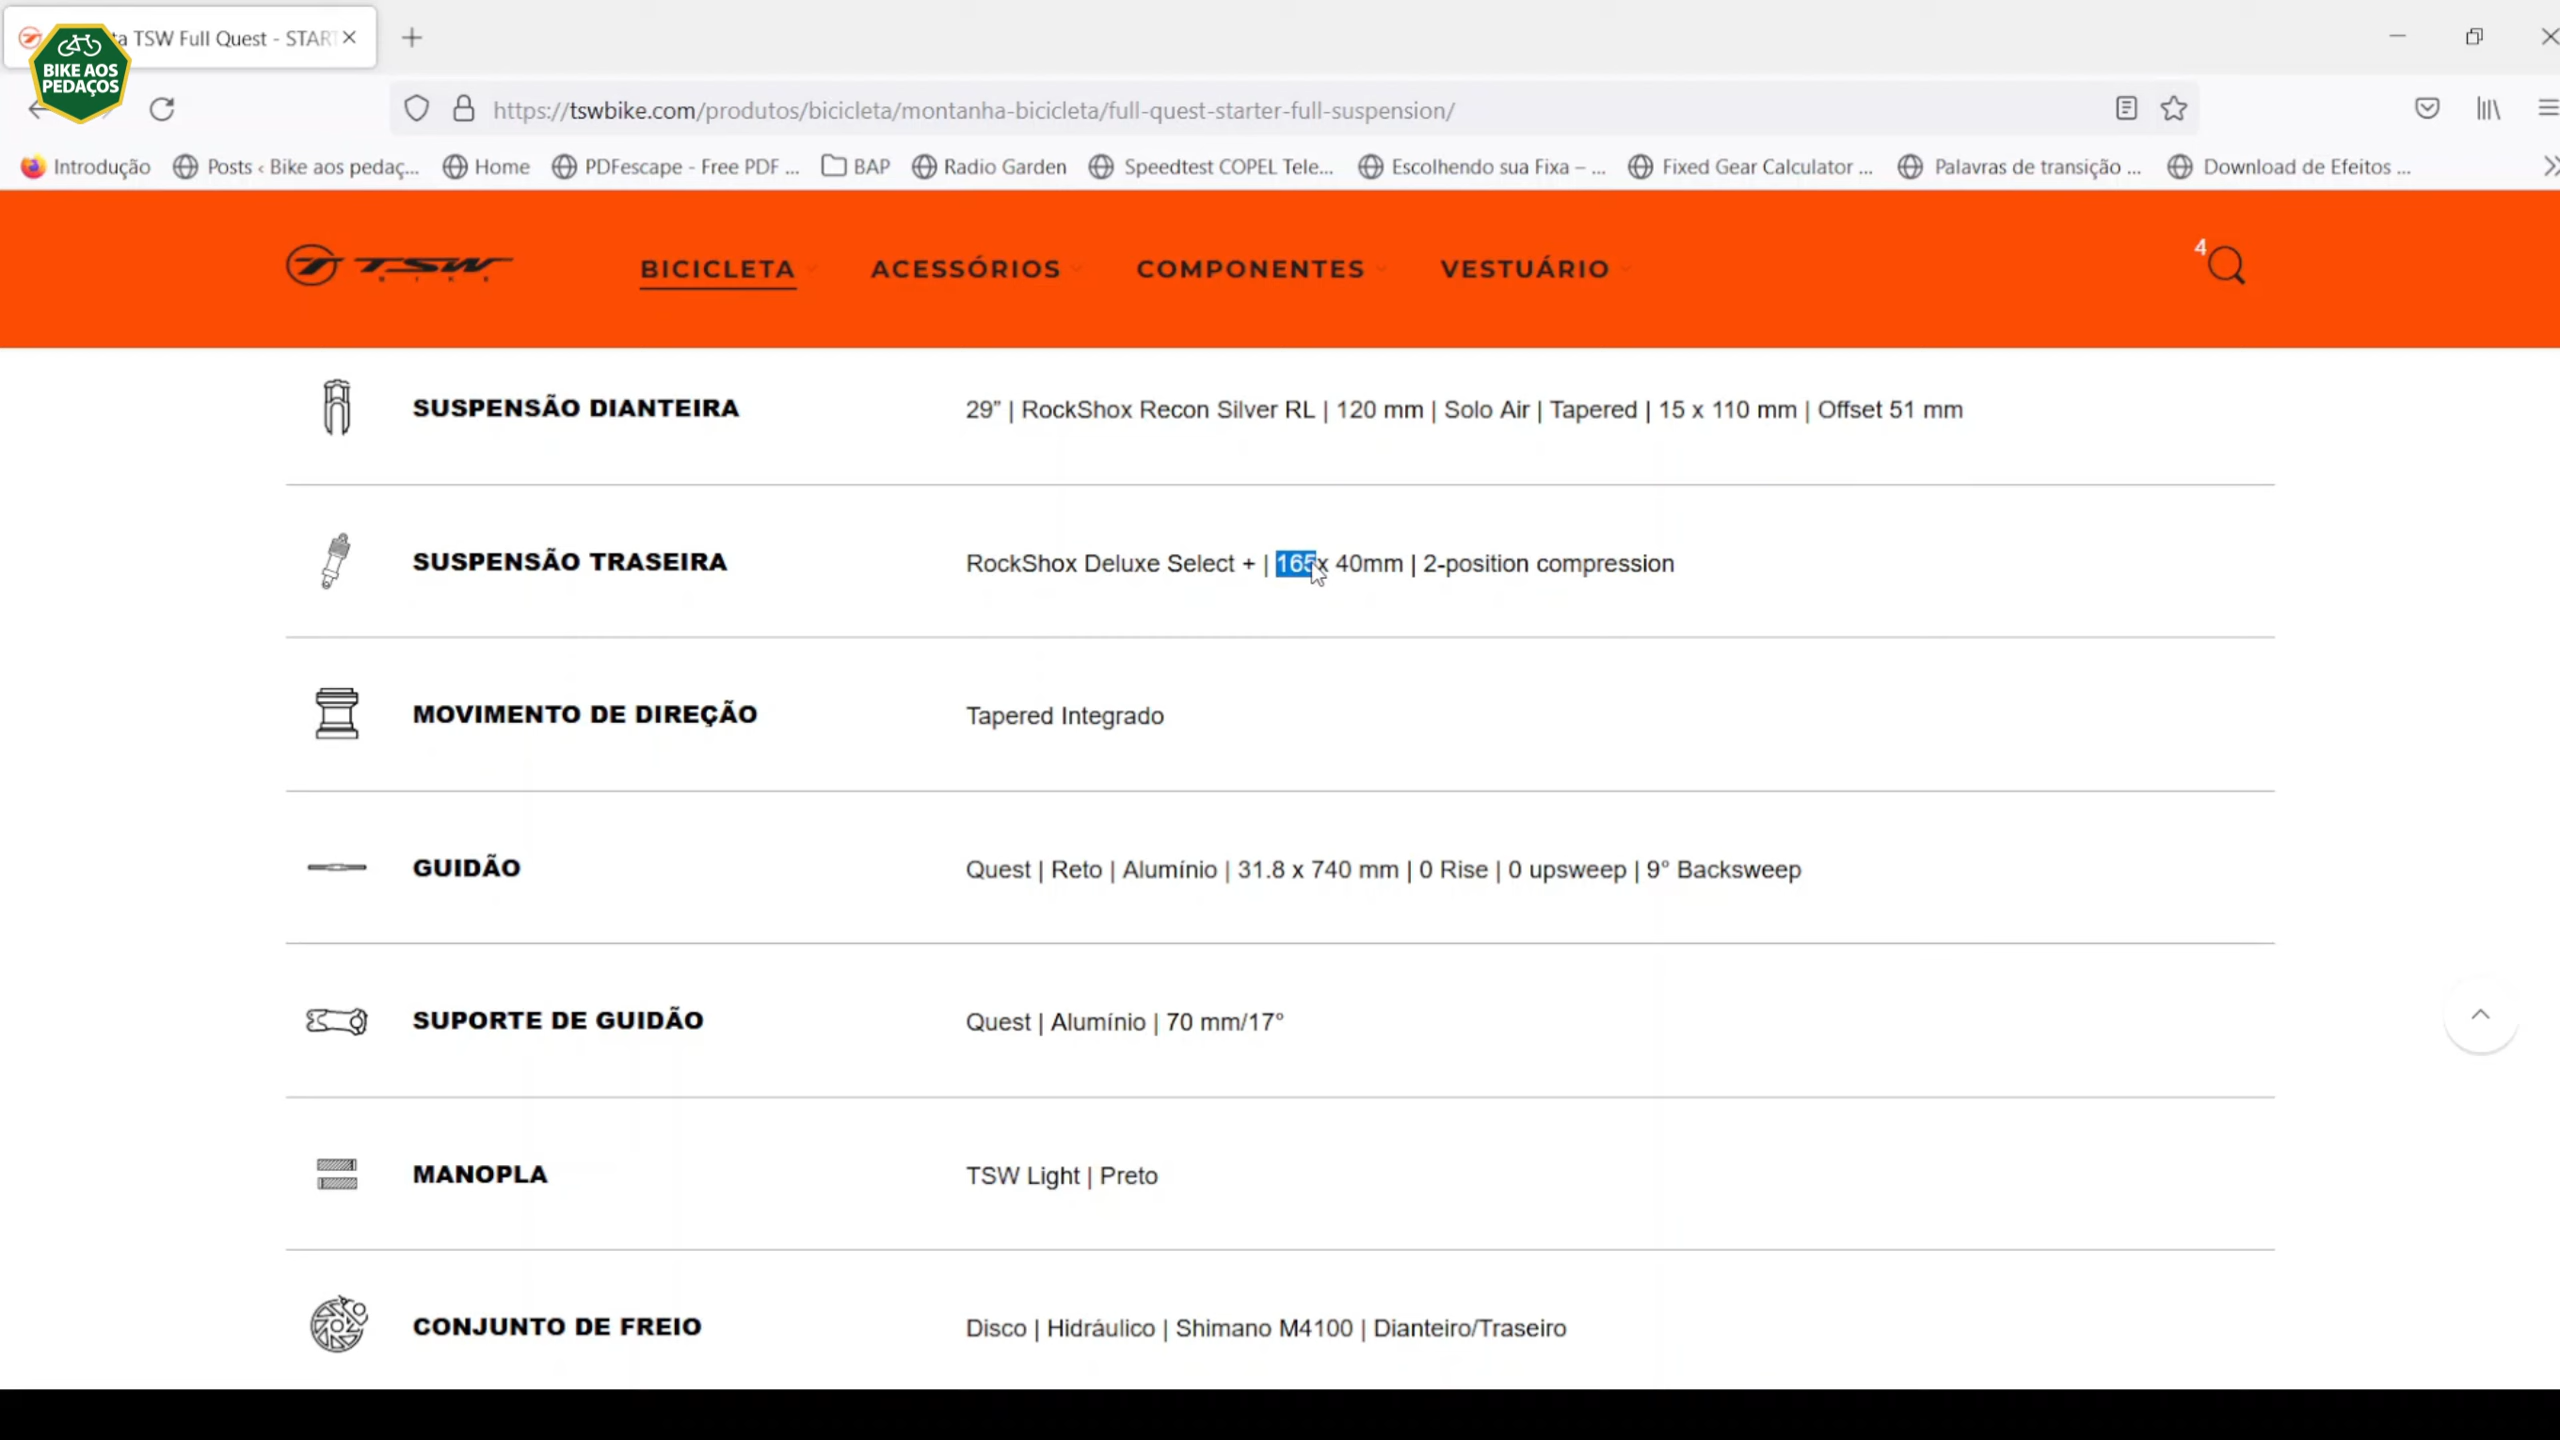 TSW Full Quest - START
BIKE AOS
PEDAÇOS
https://tswbike.com/produtos/bicicleta/montanha-bicicleta/full-quest-starter-full-suspension/
Introdução
Posts ‹ Bike aos pedaç...
Home
PDFescape - Free PDF ...
BAP
Radio Garden
Speedtest COPEL Tele...
Escolhendo sua Fixa – ...
Fixed Gear Calculator ...
Palavras de transição ...
Download de Efeitos ...
TSW
BICICLETA
ACESSÓRIOS
COMPONENTES
VESTUÁRIO
4
SUSPENSÃO DIANTEIRA
29” | RockShox Recon Silver RL | 120 mm | Solo Air | Tapered | 15 x 110 mm | Offset 51 mm
SUSPENSÃO TRASEIRA
RockShox Deluxe Select + | 165x 40mm | 2-position compression
MOVIMENTO DE DIREÇÃO
Tapered Integrado
GUIDÃO
Quest | Reto | Alumínio | 31.8 x 740 mm | 0 Rise | 0 upsweep | 9° Backsweep
SUPORTE DE GUIDÃO
Quest | Alumínio | 70 mm/17°
MANOPLA
TSW Light | Preto
CONJUNTO DE FREIO
Disco | Hidráulico | Shimano M4100 | Dianteiro/Traseiro